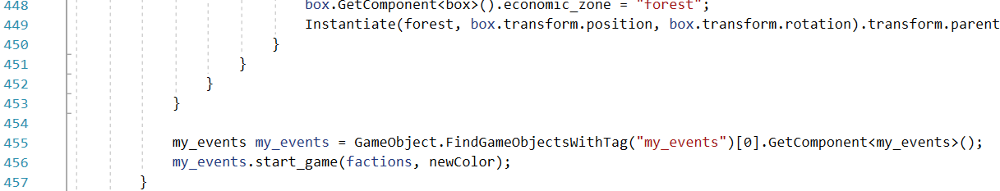 448 box.GetComponent<box>().economic_zone = "forest";
449 Instantiate(forest, box.transform.position, box.transform.rotation).transform.parent
450 }
451 }
452 }
453 }
454
455 my_events my_events = GameObject.FindGameObjectsWithTag("my_events")[0].GetComponent<my_events>();
456 my_events.start_game(factions, newColor);
457 }